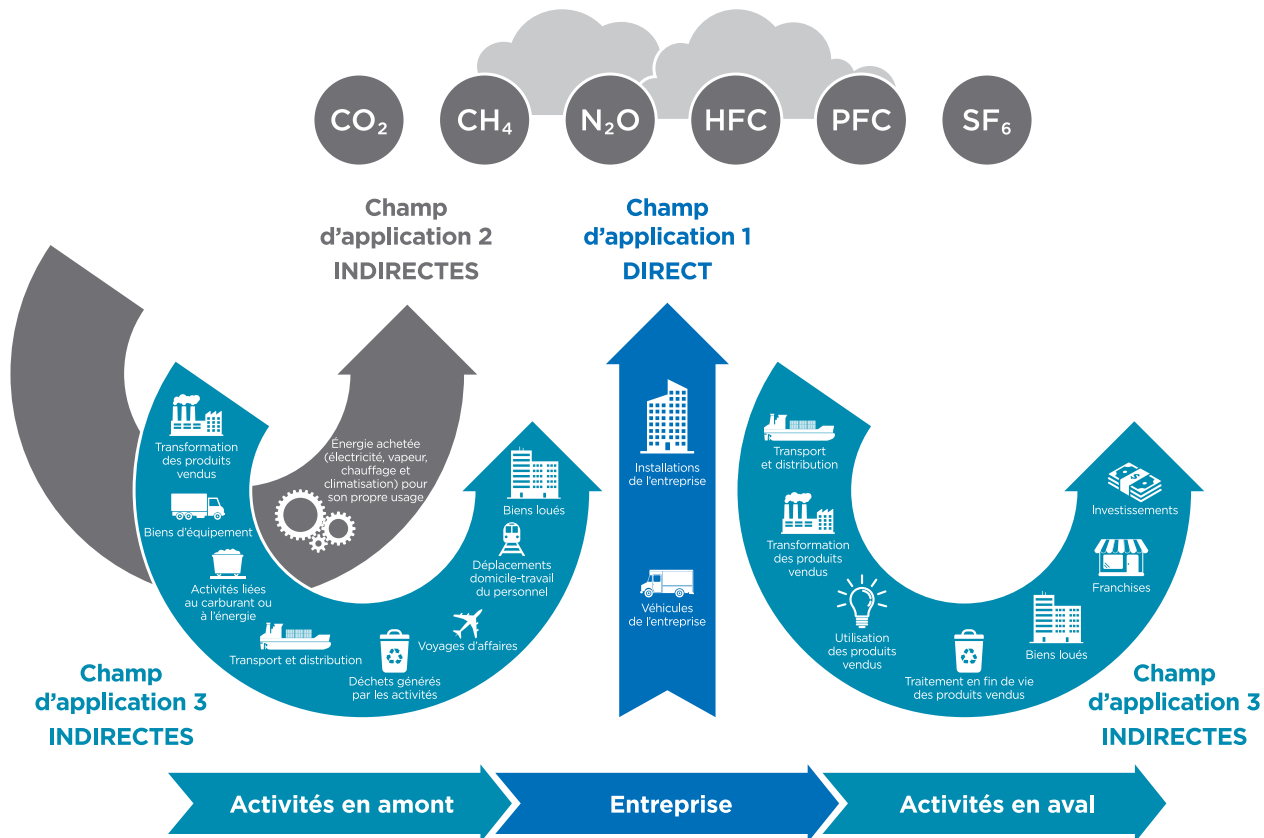 CO₂
CH₄
N₂O
HFC
PFC
SF₆
Champ
d'application 2
INDIRECTES
Champ
d'application 1
DIRECT
Transformation
des produits
vendus
Biens d'équipement
Activités liées
au carburant ou
à l'énergie
Transport et distribution
Déchets générés
par les activités
Voyages d'affaires
Déplacements
domicile-travail
du personnel
Biens loués
Énergie achetée
(électricité, vapeur,
chauffage et
climatisation) pour
son propre usage
Installations
de l'entreprise
Véhicules
de l'entreprise
Transport
et distribution
Transformation
des produits
vendus
Utilisation
des produits
vendus
Traitement en fin de vie
des produits vendus
Biens loués
Franchises
Investissements
Champ
d'application 3
INDIRECTES
Champ
d'application 3
INDIRECTES
Activités en amont
Entreprise
Activités en aval